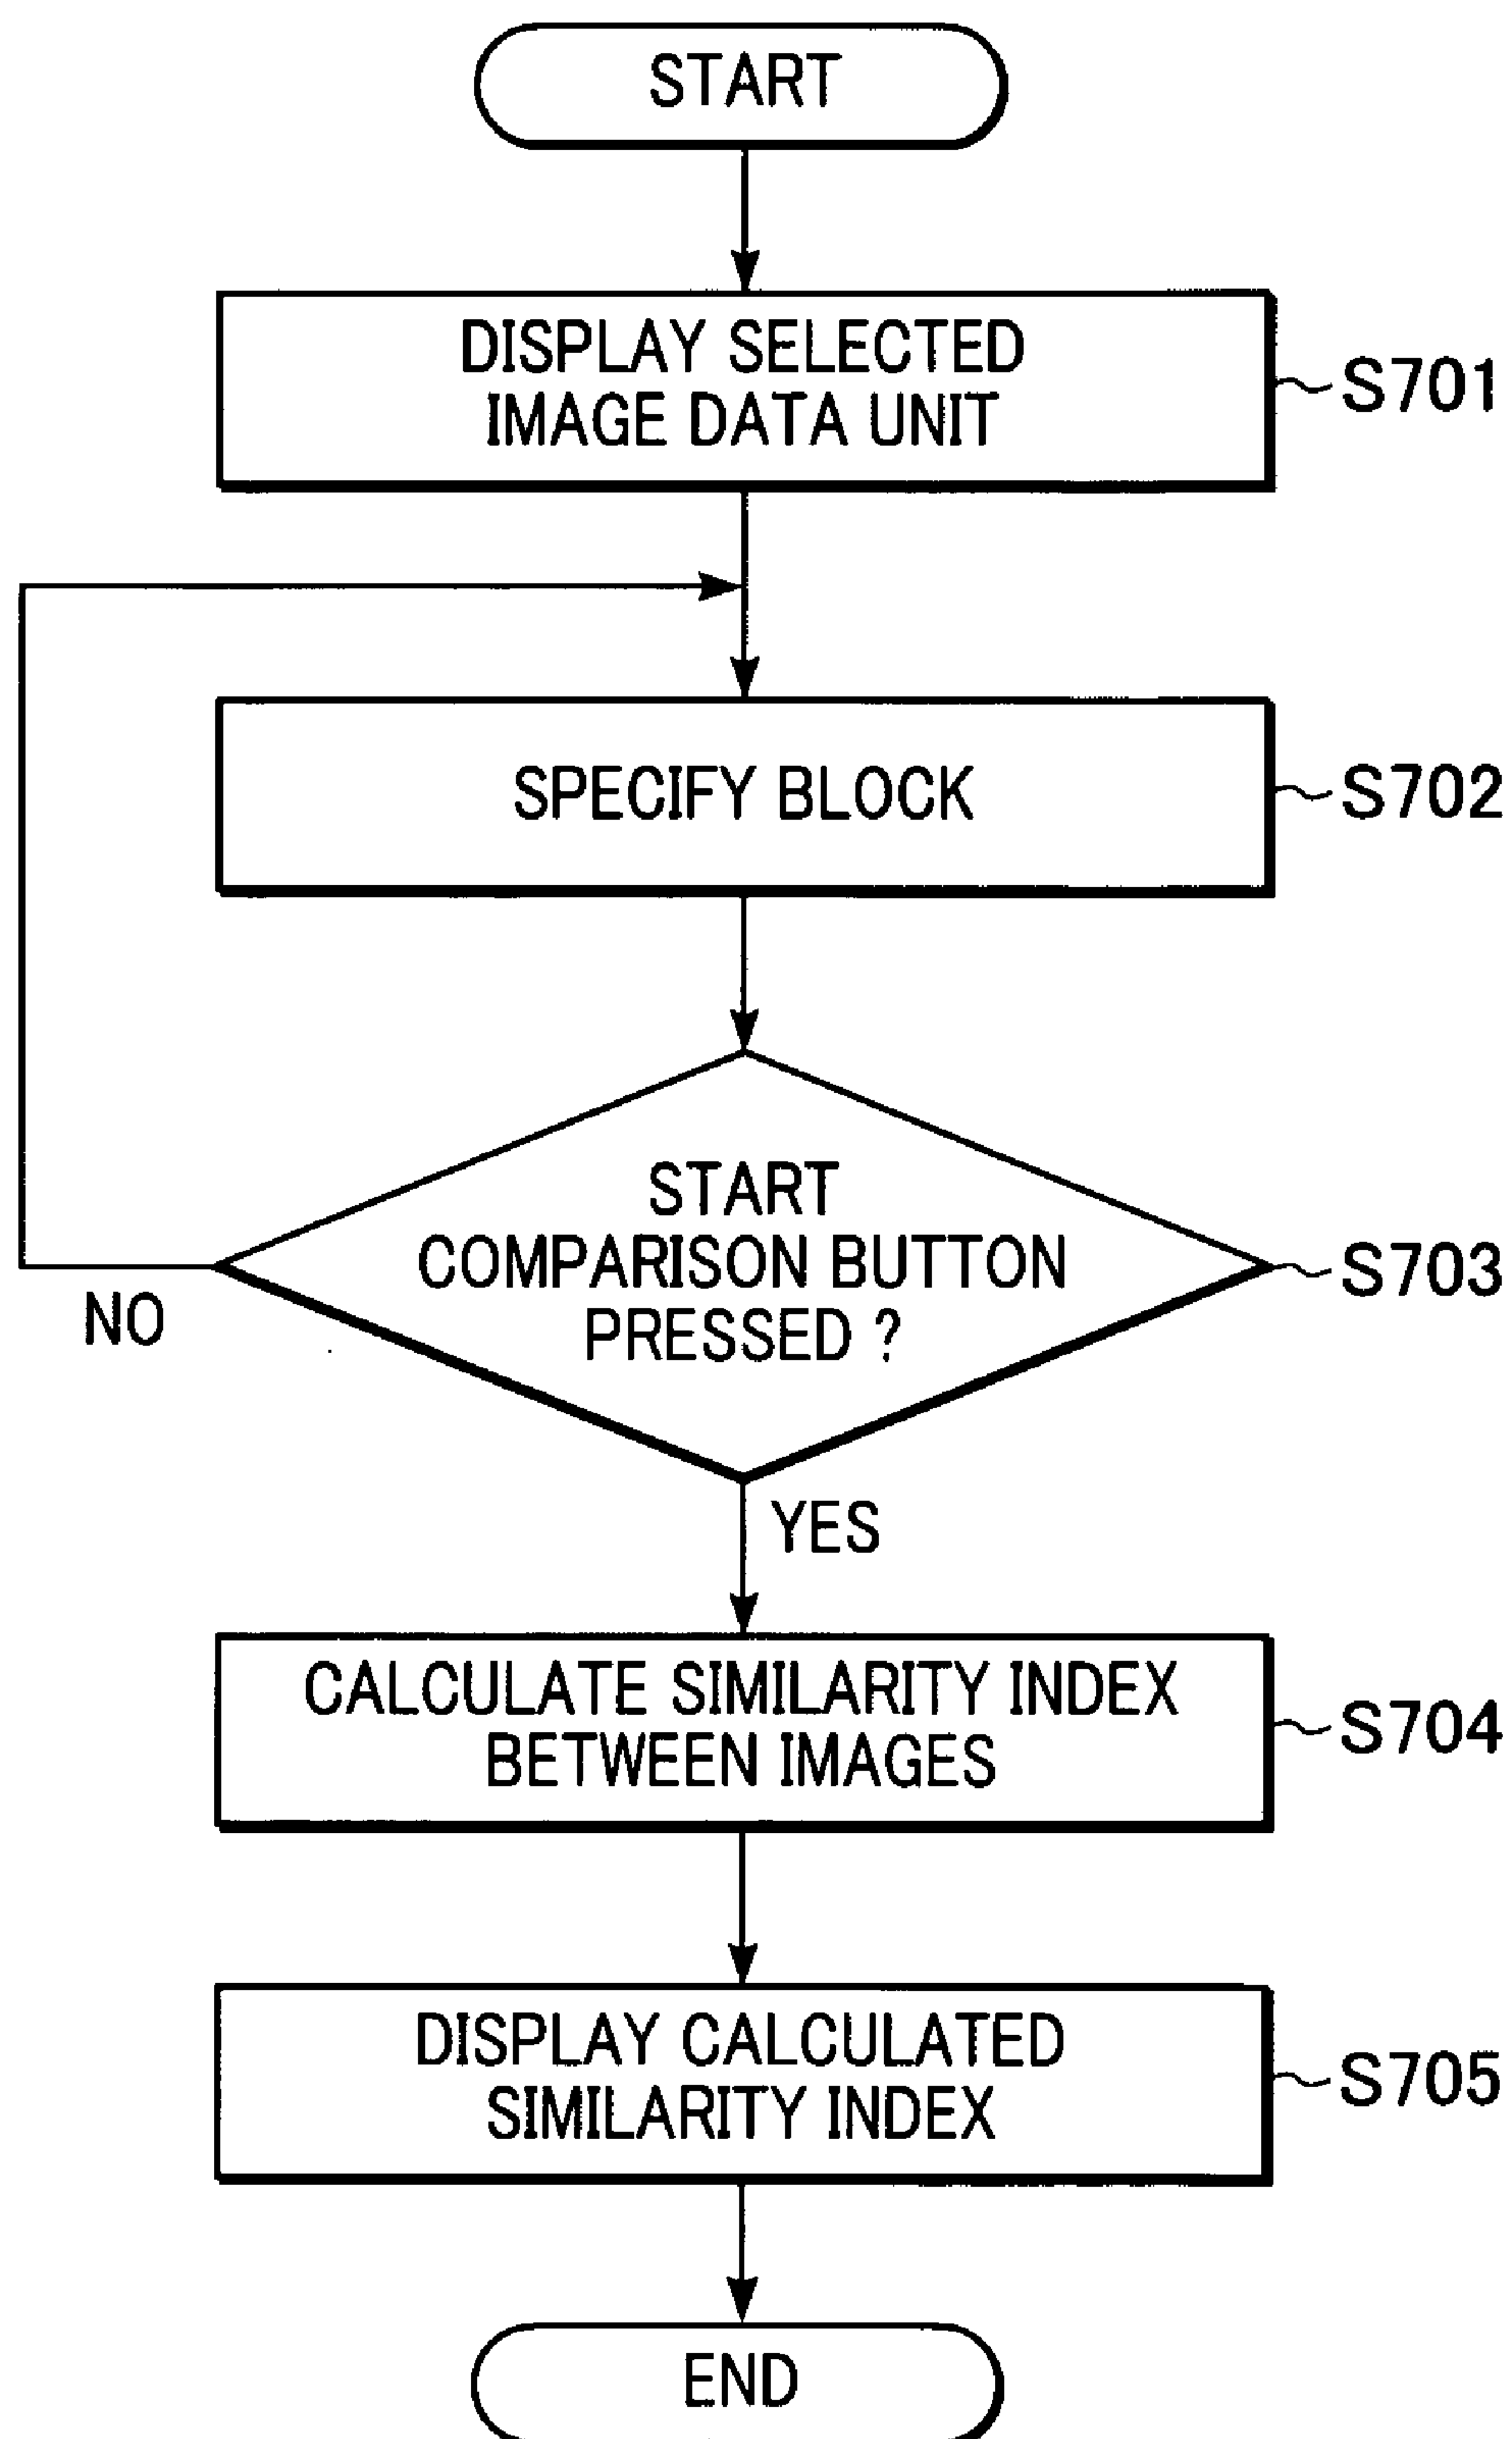 START
DISPLAY SELECTED
IMAGE DATA UNIT
S701
SPECIFY BLOCK
S702
START
COMPARISON BUTTON
PRESSED ?
S703
NO
YES
CALCULATE SIMILARITY INDEX
BETWEEN IMAGES
S704
DISPLAY CALCULATED
SIMILARITY INDEX
S705
END